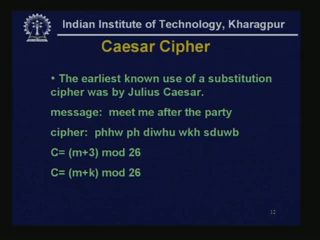 Indian Institute of Technology, Kharagpur
Caesar Cipher
• The earliest known use of a substitution
cipher was by Julius Caesar.
message: meet me after the party
cipher: phhw ph diwhu wkh sduwb
C= (m+3) mod 26
C= (m+k) mod 26
12